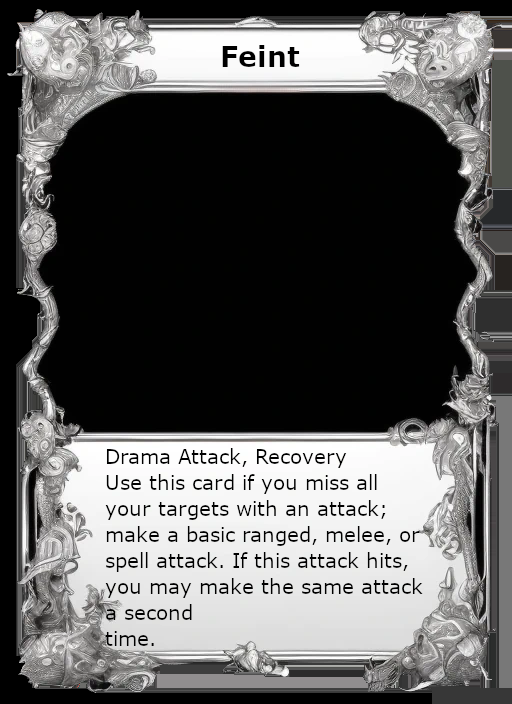 Feint
Drama Attack, Recovery
Use this card if you miss all
your targets with an attack;
make a basic ranged, melee, or
spell attack. If this attack hits,
you may make the same attack
a second
time.